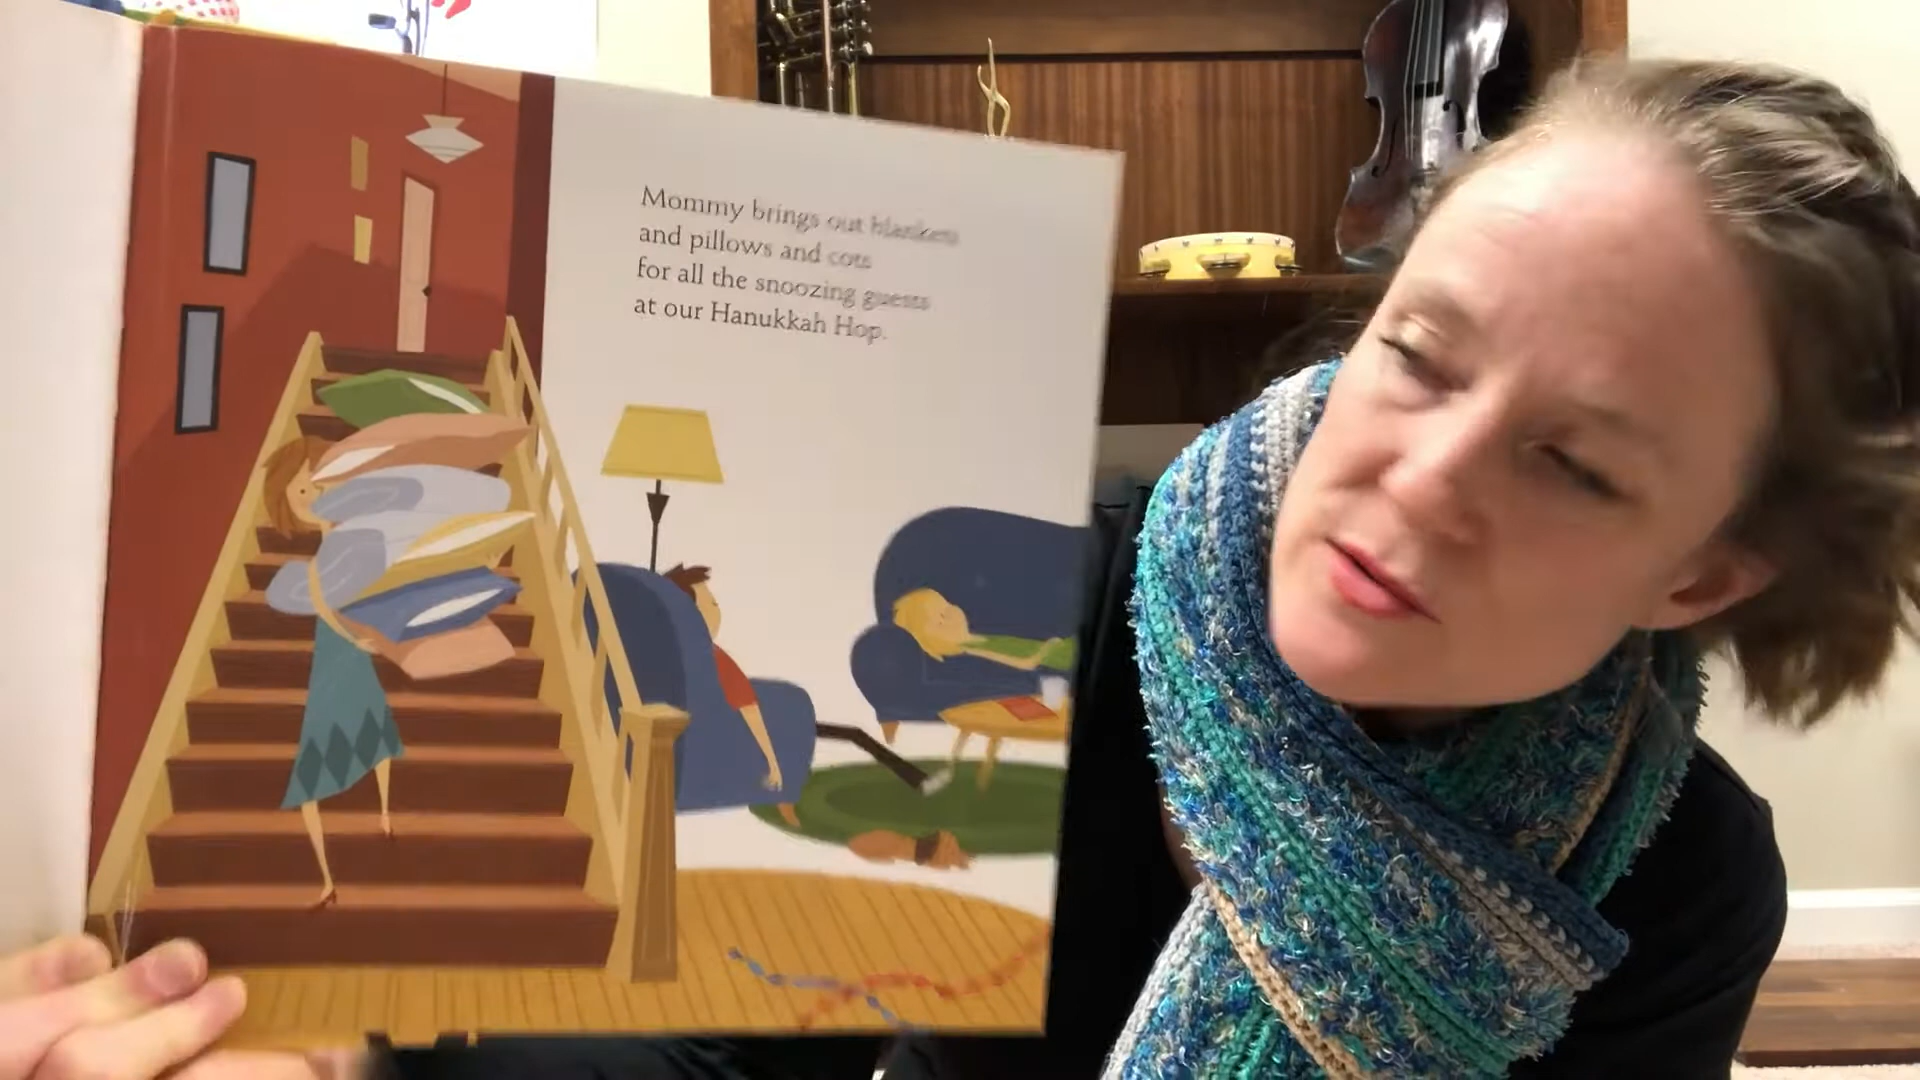 Mommy brings out blankets
and pillows and cots
for all the snoozing guests
at our Hanukkah Hop.